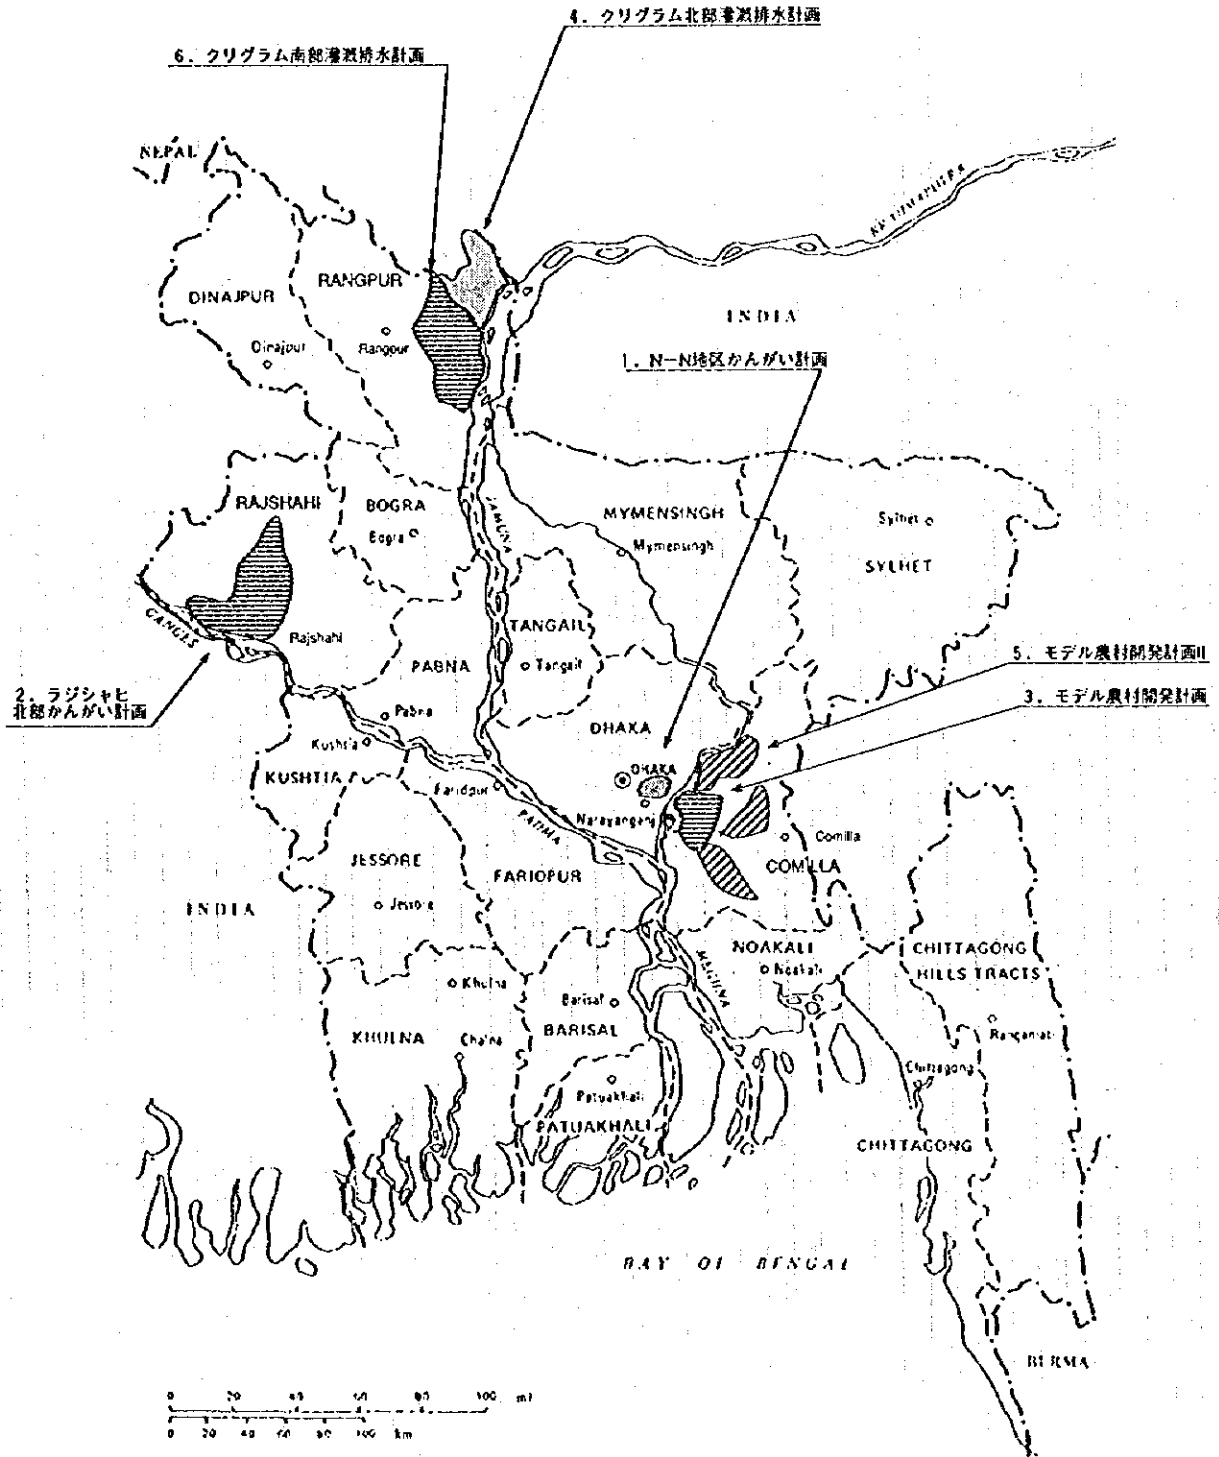 4. クリグラム北部灌漑排水計画
6. クリグラム南部灌漑排水計画
NEPAL
BRAHMAPUTRA
RANGPUR
DINAJPUR
INDIA
Rangpur
Dinajpur
1. N−N地区かんがい計画
RAJSHAHI
BOGRA
JAMUNA
MYMENSINGH
Sylhet
Bogra
Mymensingh
SYLHET
GANGES
TANGAIL
Rajshahi
PABNA
Tangail
5. モデル農村開発計画II
2. ラジシャヒ
北部かんがい計画
3. モデル農村開発計画
Pabna
DHAKA
Kushtia
DHAKA
KUSHTIA
Faridpur
Narayanganj
PADMA
Comilla
JESSORE
COMILLA
FARIDPUR
INDIA
Jessore
NOAKALI
CHITTAGONG
HILLS TRACTS
MEGHNA
Noakali
Khulna
Barisal
KHULNA
Chalna
BARISAL
Rangamati
Chittagong
Patuakhali
PATUAKHALI
CHITTAGONG
BAY OF BENGAL
BURMA
0 20 40 60 80 100 mi
0 20 40 60 80 100 km